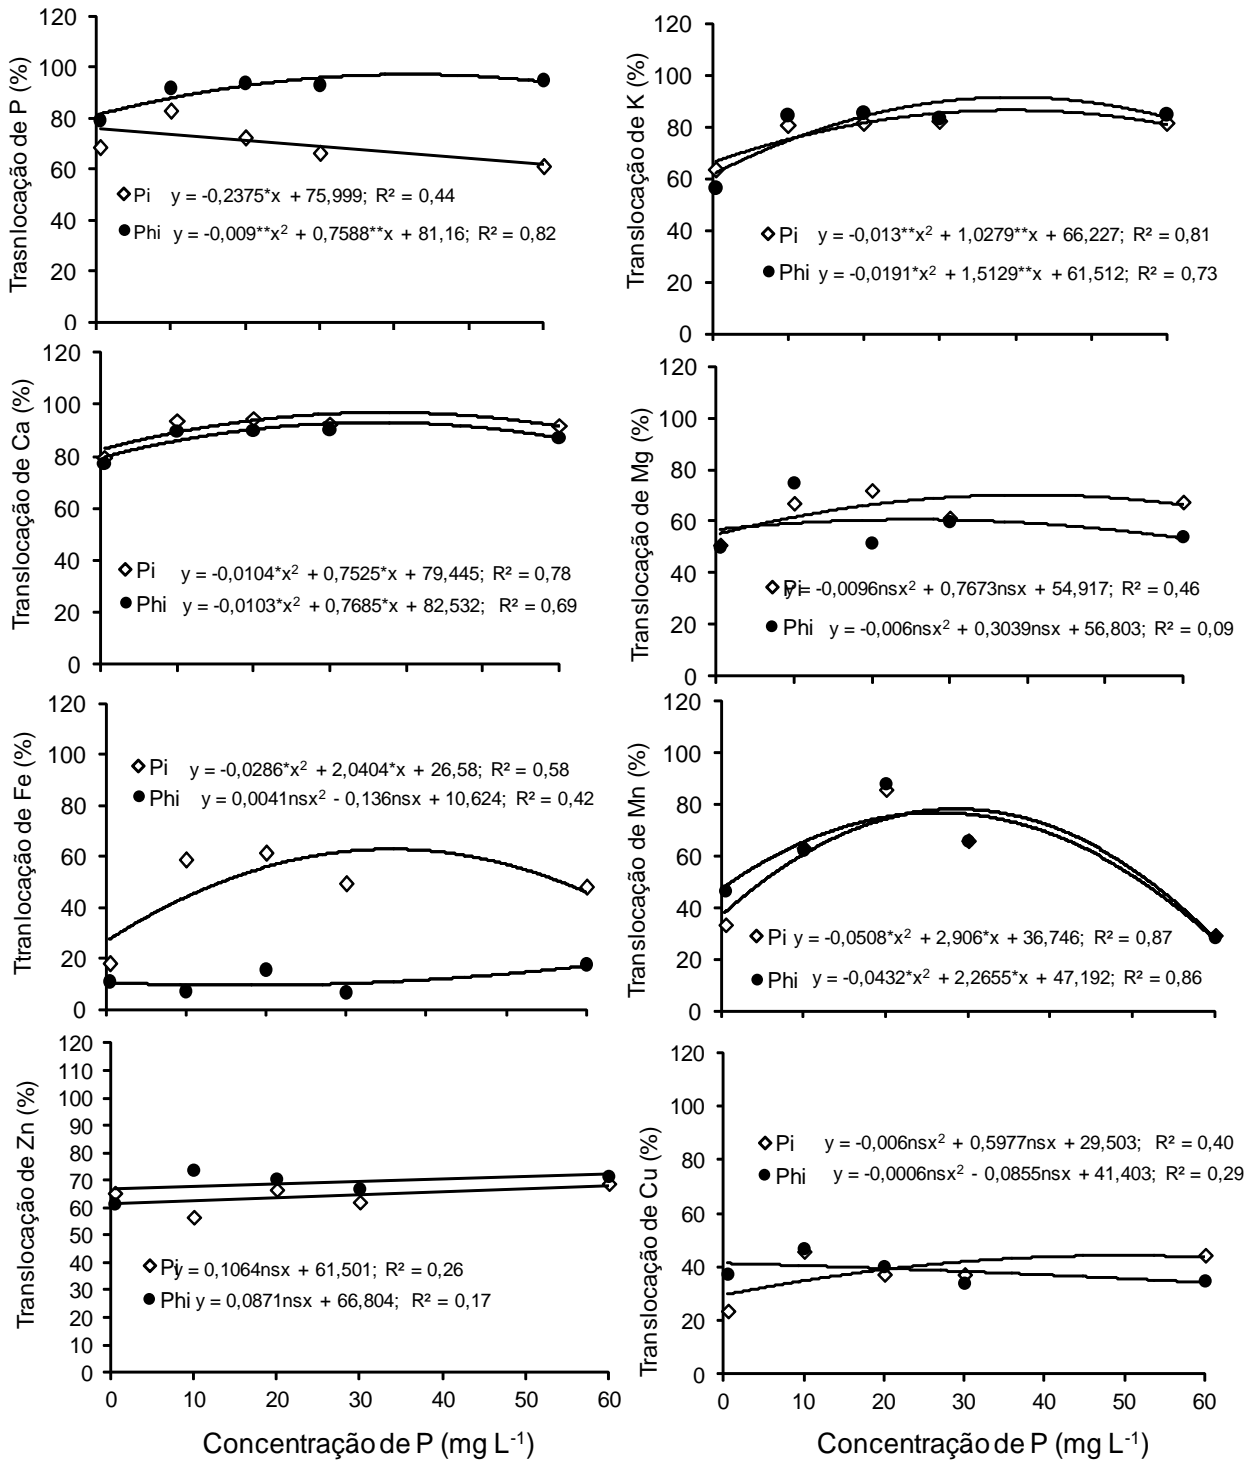 Trasnlocação de P (%)
120
100
80
60
40
20
0
Pi y = -0,2375*x + 75,999; R² = 0,44
Phi y = -0,009**x² + 0,7588**x + 81,16; R² = 0,82
Translocação de K (%)
120
100
80
60
40
20
0
Pi y = -0,013**x² + 1,0279**x + 66,227; R² = 0,81
Phi y = -0,0191*x² + 1,5129**x + 61,512; R² = 0,73
Translocação de Ca (%)
120
100
80
60
40
20
0
Pi y = -0,0104*x² + 0,7525*x + 79,445; R² = 0,78
Phi y = -0,0103*x² + 0,7685*x + 82,532; R² = 0,69
Translocação de Mg (%)
120
100
80
60
40
20
0
Pi y = -0,0096nsx² + 0,7673nsx + 54,917; R² = 0,46
Phi y = -0,006nsx² + 0,3039nsx + 56,803; R² = 0,09
Ttranlocação de Fe (%)
120
100
80
60
40
20
0
Pi y = -0,0286*x² + 2,0404*x + 26,58; R² = 0,58
Phi y = 0,0041nsx² - 0,136nsx + 10,624; R² = 0,42
Translocação de Mn (%)
120
100
80
60
40
20
0
Pi y = -0,0508*x² + 2,906*x + 36,746; R² = 0,87
Phi y = -0,0432*x² + 2,2655*x + 47,192; R² = 0,86
Translocação de Zn (%)
120
110
100
90
80
70
60
50
40
30
20
10
0
Pi y = 0,1064nsx + 61,501; R² = 0,26
Phi y = 0,0871nsx + 66,804; R² = 0,17
0 10 20 30 40 50 60
Concentração de P (mg L⁻¹)
Translocação de Cu (%)
120
100
80
60
40
20
0
Pi y = -0,006nsx² + 0,5977nsx + 29,503; R² = 0,40
Phi y = -0,0006nsx² - 0,0855nsx + 41,403; R² = 0,29
0 10 20 30 40 50 60
Concentração de P (mg L⁻¹)